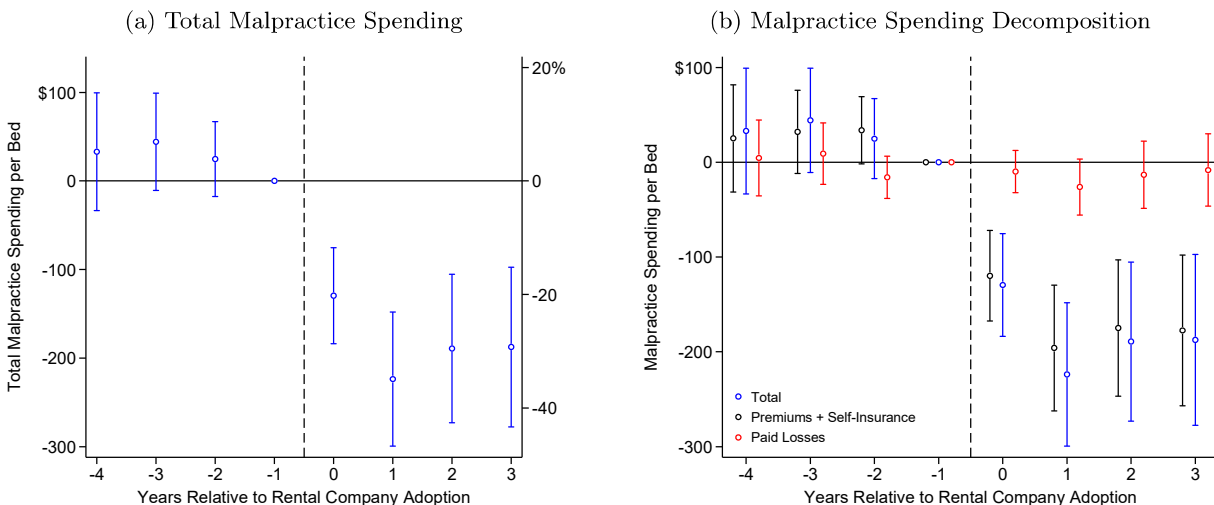 (a) Total Malpractice Spending
$100
0
-100
-200
-300
20%
0
-20
-40
Total Malpractice Spending per Bed
-4 -3 -2 -1 0 1 2 3
Years Relative to Rental Company Adoption
(b) Malpractice Spending Decomposition
$100
0
-100
-200
-300
Malpractice Spending per Bed
Total
Premiums + Self-Insurance
Paid Losses
-4 -3 -2 -1 0 1 2 3
Years Relative to Rental Company Adoption